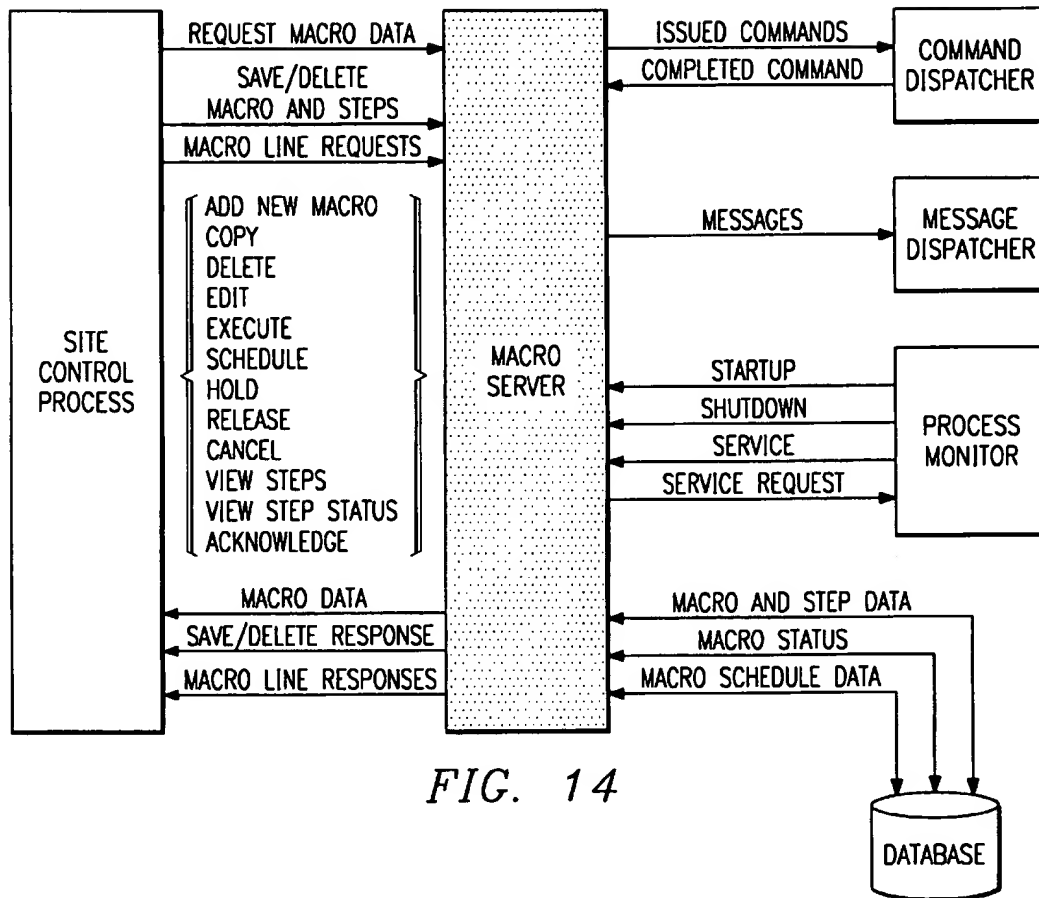 REQUEST MACRO DATA
SAVE/DELETE
MACRO AND STEPS
MACRO LINE REQUESTS
ADD NEW MACRO
COPY
DELETE
EDIT
EXECUTE
SCHEDULE
HOLD
RELEASE
CANCEL
VIEW STEPS
VIEW STEP STATUS
ACKNOWLEDGE
SITE
CONTROL
PROCESS
MACRO DATA
SAVE/DELETE RESPONSE
MACRO LINE RESPONSES
MACRO
SERVER
ISSUED COMMANDS
COMPLETED COMMAND
COMMAND
DISPATCHER
MESSAGES
MESSAGE
DISPATCHER
STARTUP
SHUTDOWN
SERVICE
SERVICE REQUEST
PROCESS
MONITOR
MACRO AND STEP DATA
MACRO STATUS
MACRO SCHEDULE DATA
DATABASE
FIG. 14